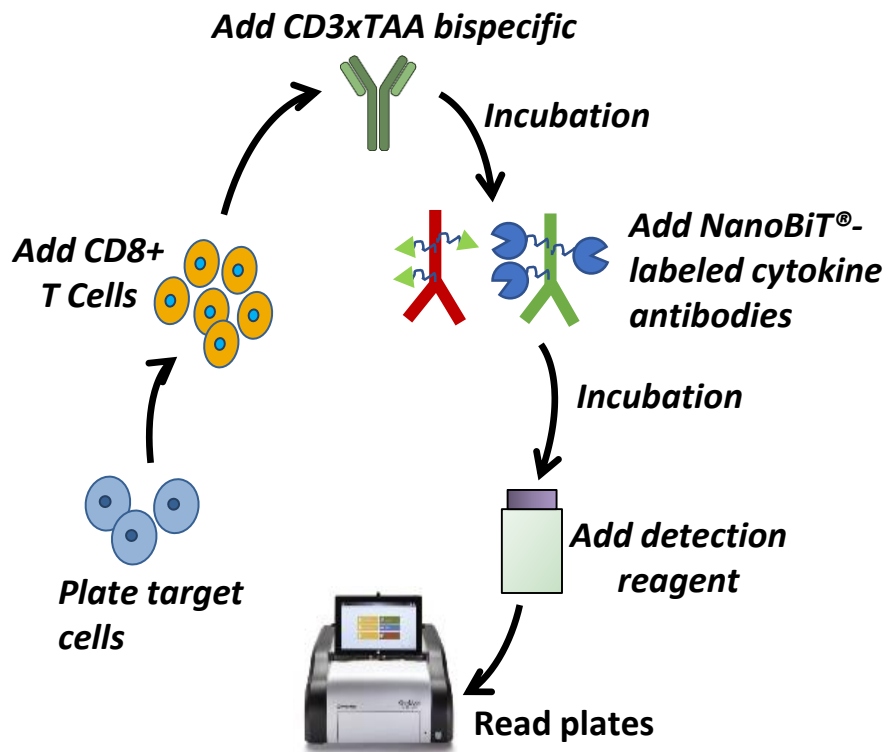 Add CD3xTAA bispecific
Incubation
Add NanoBiT®-
labeled cytokine
antibodies
Incubation
Add detection
reagent
Read plates
Add CD8+
T Cells
Plate target
cells